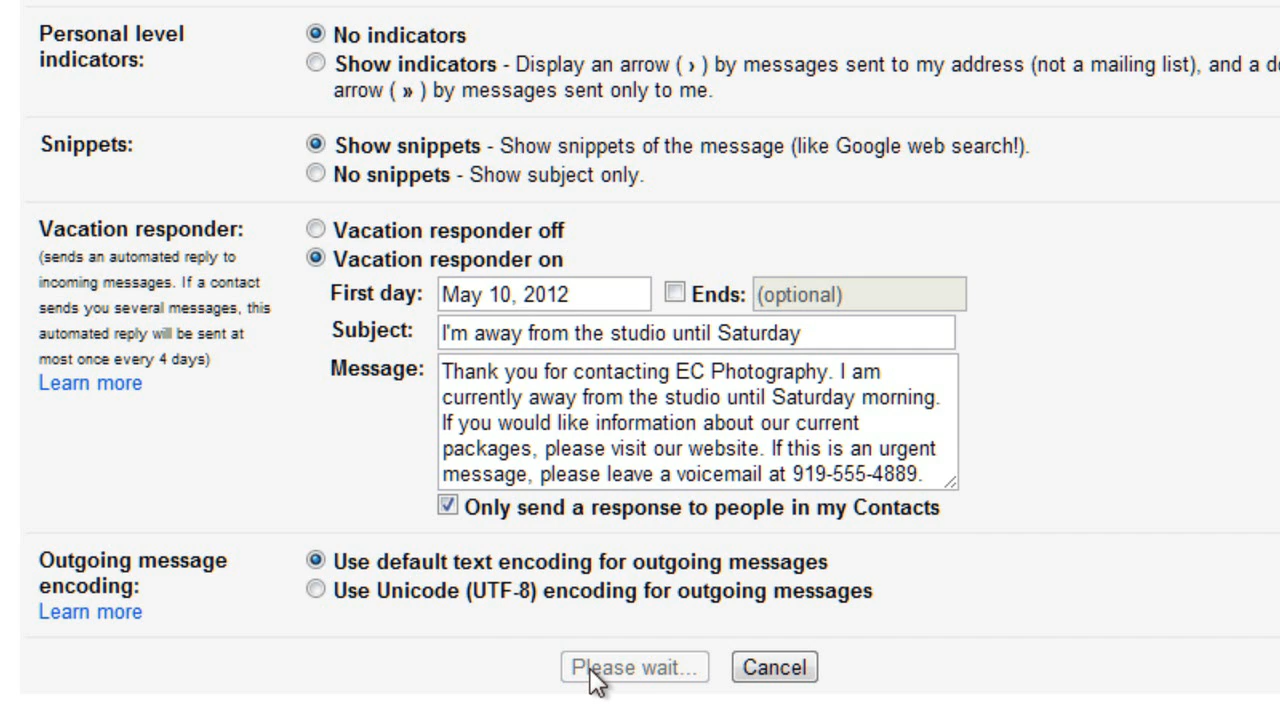 Personal level indicators:
No indicators
Show indicators - Display an arrow ( › ) by messages sent to my address (not a mailing list), and a
arrow ( » ) by messages sent only to me.
Snippets:
Show snippets - Show snippets of the message (like Google web search!).
No snippets - Show subject only.
Vacation responder:
(sends an automated reply to
incoming messages. If a contact
sends you several messages, this
automated reply will be sent at
most once every 4 days)
Learn more
Vacation responder off
Vacation responder on
First day: May 10, 2012 Ends: (optional)
Subject: I'm away from the studio until Saturday
Message: Thank you for contacting EC Photography. I am
currently away from the studio until Saturday morning.
If you would like information about our current
packages, please visit our website. If this is an urgent
message, please leave a voicemail at 919-555-4889.
Only send a response to people in my Contacts
Outgoing message
encoding:
Learn more
Use default text encoding for outgoing messages
Use Unicode (UTF-8) encoding for outgoing messages
Please wait... Cancel